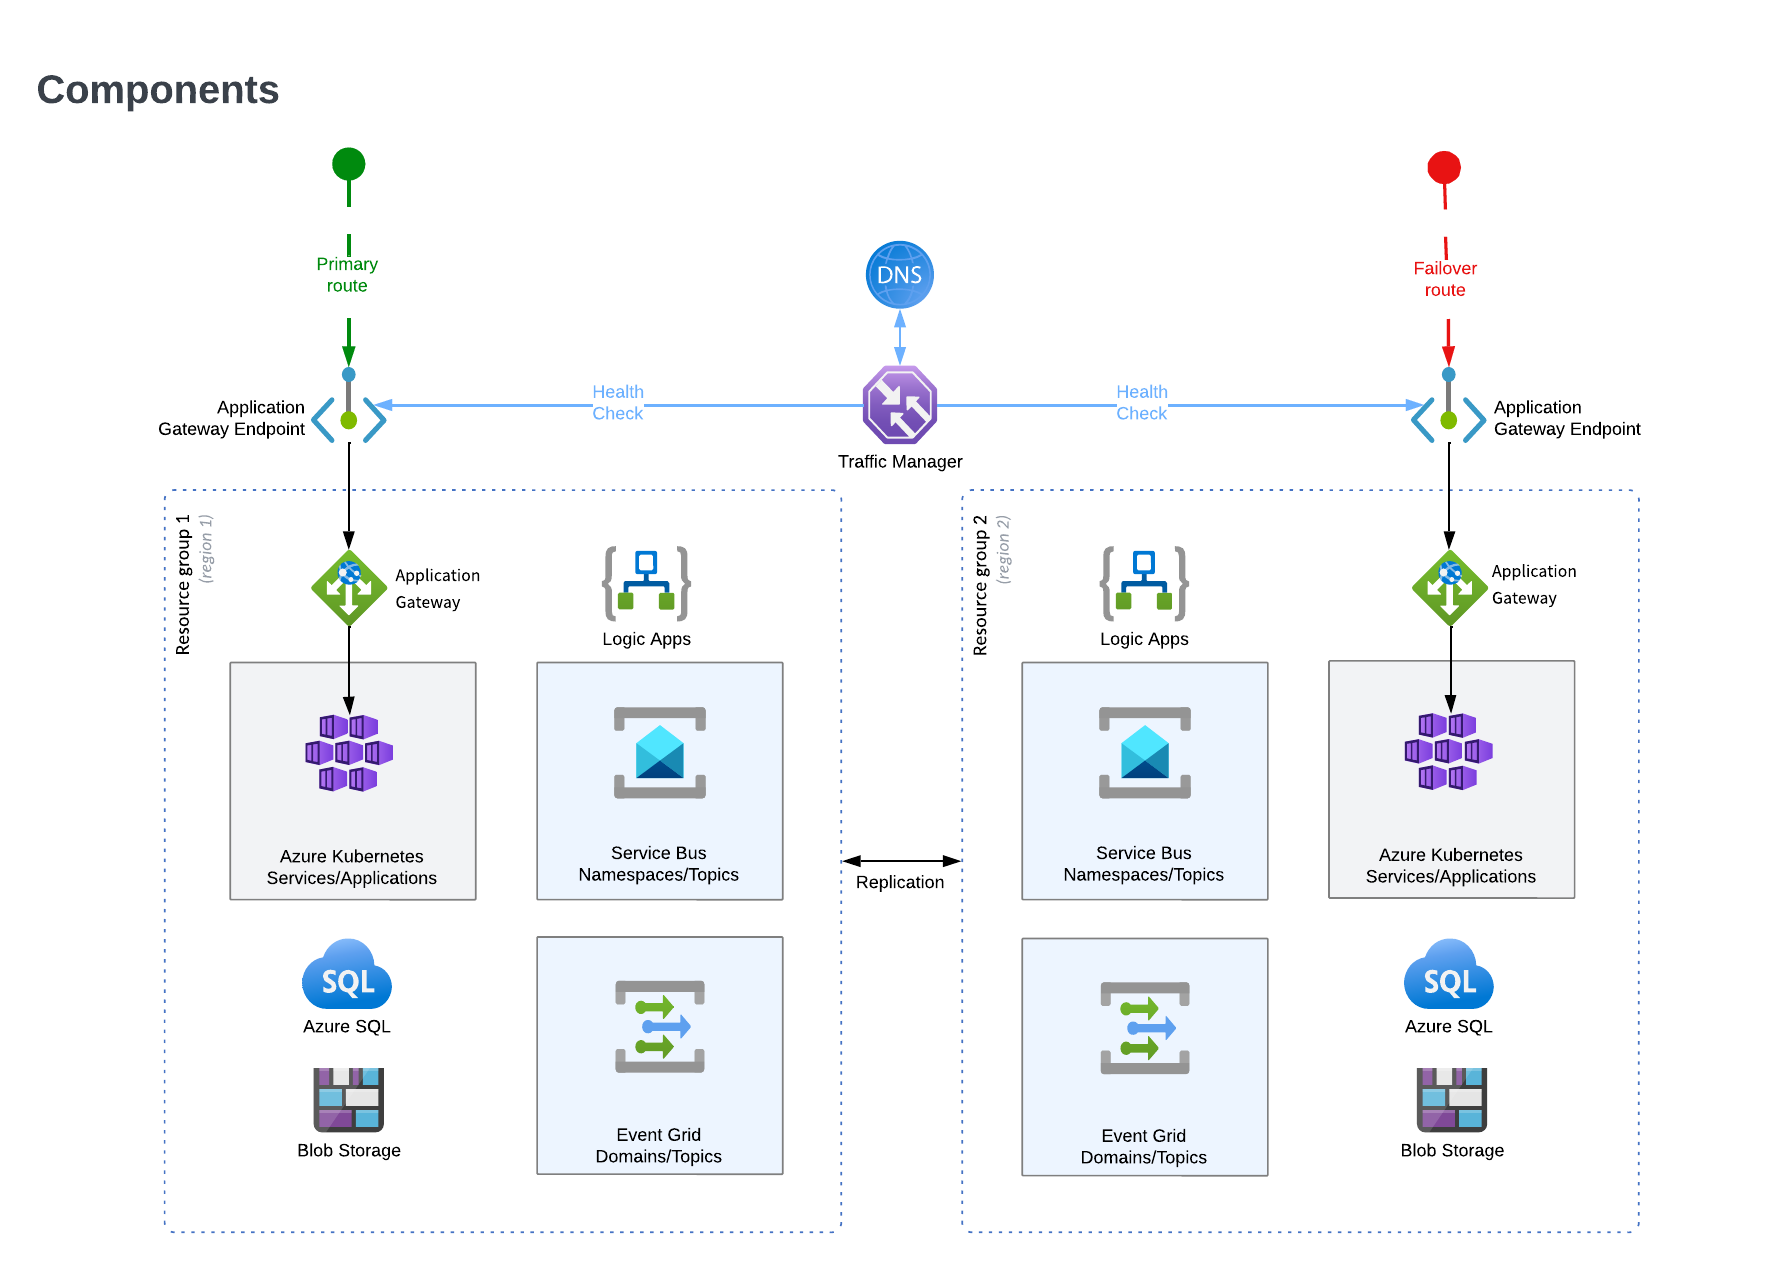 Components
Primary
route
Failover
route
DNS
Health
Check
Health
Check
Application
Gateway Endpoint
Application
Gateway Endpoint
Traffic Manager
Resource group 1
(region 1)
Application
Gateway
Logic Apps
Azure Kubernetes
Services/Applications
Service Bus
Namespaces/Topics
SQL
Azure SQL
Blob Storage
Event Grid
Domains/Topics
Replication
Resource group 2
(region 2)
Logic Apps
Application
Gateway
Service Bus
Namespaces/Topics
Azure Kubernetes
Services/Applications
Event Grid
Domains/Topics
SQL
Azure SQL
Blob Storage